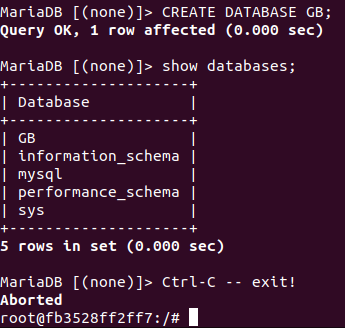 MariaDB [(none)]> CREATE DATABASE GB;
Query OK, 1 row affected (0.000 sec)

MariaDB [(none)]> show databases;
+--------------------+
| Database           |
+--------------------+
| GB                 |
| information_schema |
| mysql              |
| performance_schema |
| sys                |
+--------------------+
5 rows in set (0.000 sec)

MariaDB [(none)]> Ctrl-C -- exit!
Aborted
root@fb3528ff2ff7:/#